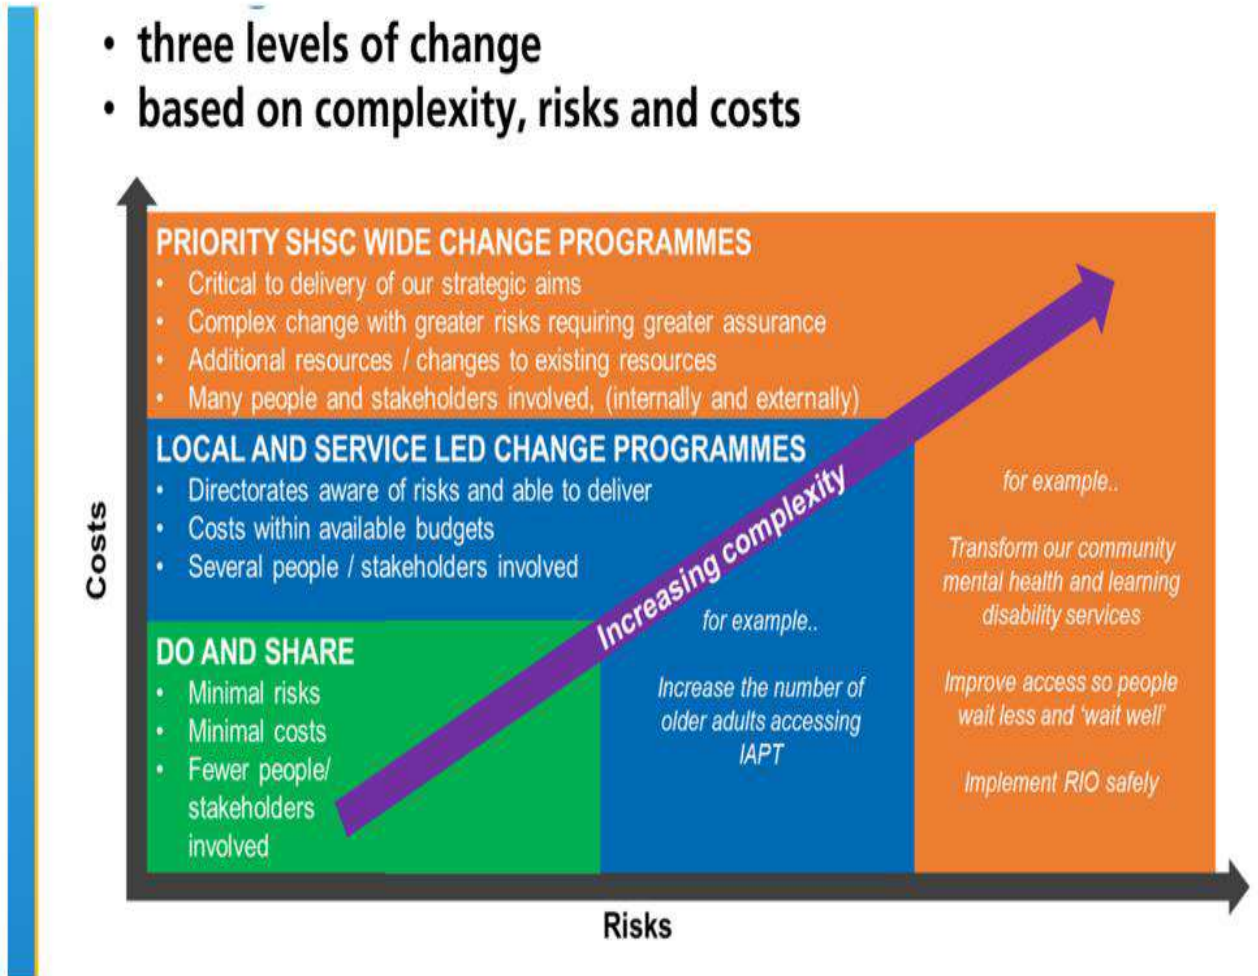 • three levels of change
• based on complexity, risks and costs
PRIORITY SHSC WIDE CHANGE PROGRAMMES
• Critical to delivery of our strategic aims
• Complex change with greater risks requiring greater assurance
• Additional resources / changes to existing resources
• Many people and stakeholders involved, (internally and externally)
LOCAL AND SERVICE LED CHANGE PROGRAMMES
• Directorates aware of risks and able to deliver
• Costs within available budgets
• Several people / stakeholders involved
DO AND SHARE
• Minimal risks
• Minimal costs
• Fewer people/
stakeholders
involved
Increasing complexity
for example..
Increase the number of
older adults accessing
IAPT
for example..
Transform our community
mental health and learning
disability services
Improve access so people
wait less and ‘wait well’
Implement RIO safely
Costs
Risks